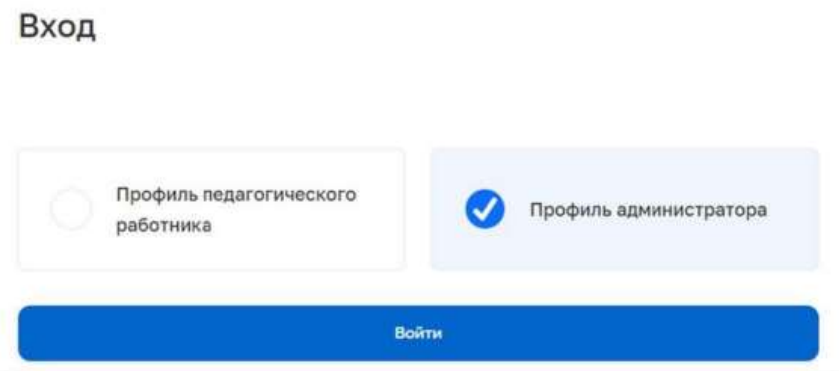 Вход
Профиль педагогического
работника
Профиль администратора
Войти